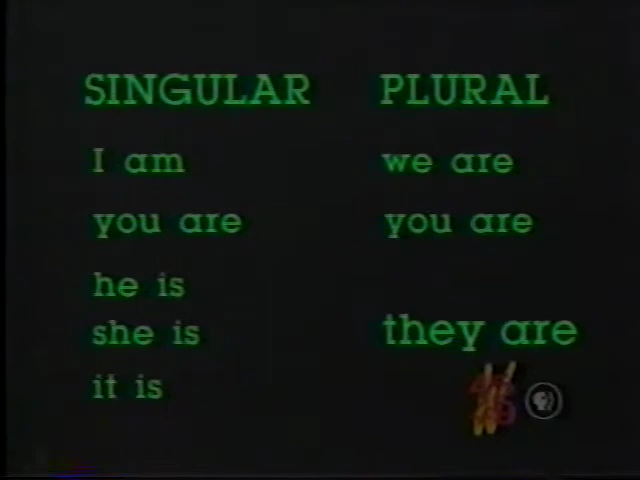 SINGULAR PLURAL
I am we are
you are you are
he is
she is they are
it is